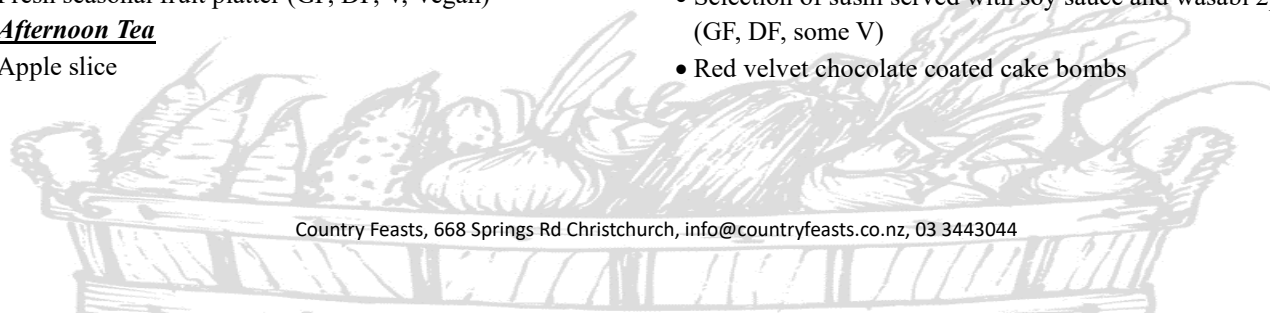 Fresh seasonal fruit platter (GF, DF, V, Vegan)
Afternoon Tea
Apple slice
• Selection of sushi served with soy sauce and wasabi
(GF, DF, some V)
• Red velvet chocolate coated cake bombs
Country Feasts, 668 Springs Rd Christchurch, info@countryfeasts.co.nz, 03 3443044